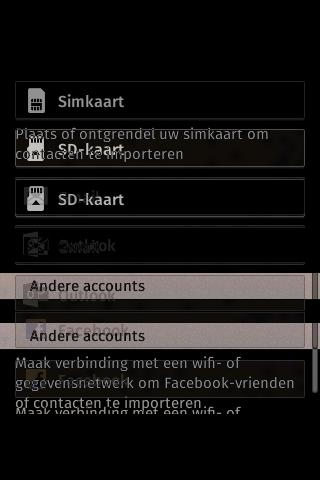 Simkaart
Plaats of ontgrendel uw simkaart om
SD-kaart
contacten te importeren
SD-kaart
Outlook
Andere accounts
Outlook
Facebook
Andere accounts
Maak verbinding met een wifi- of
gegevensnetwerk om Facebook-vrienden
of contacten te importeren.
Maak verbinding met een wifi- of